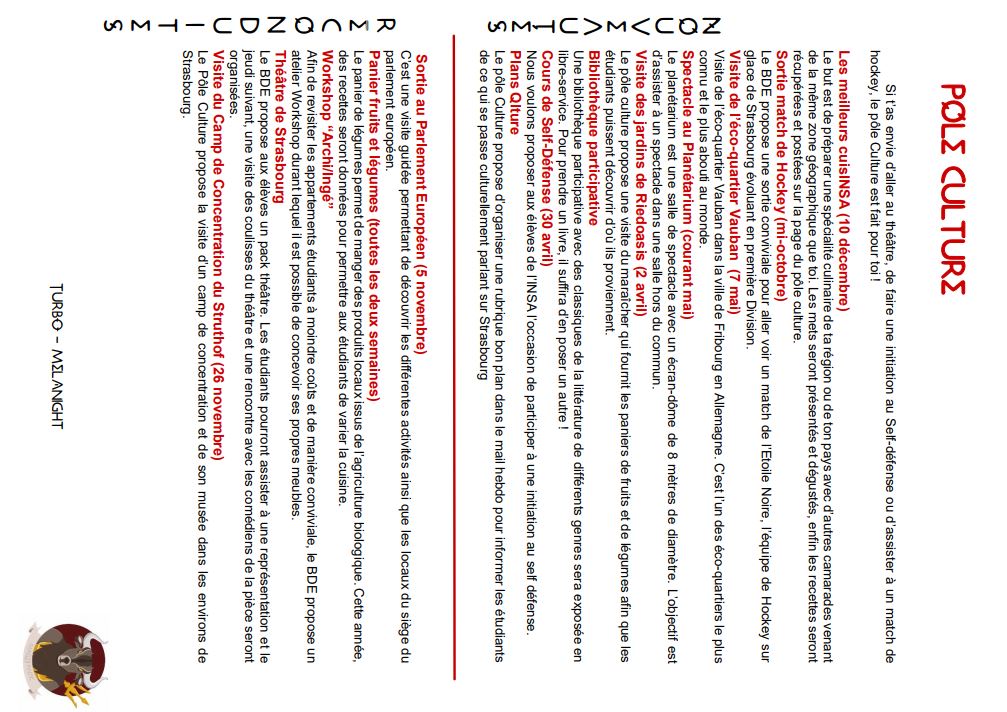 PÔLE CULTURE
Si t’as envie d’aller au théâtre, de faire une initiation au Self-défense ou d’assister à un match de
hockey, le pôle Culture est fait pour toi !
Les meilleurs cuisINSA (10 décembre)
Le but est de préparer une spécialité culinaire de ta région ou de ton pays avec d’autres camarades venant
de la même zone géographique que toi. Les mets seront présentés et dégustés, enfin les recettes seront
récupérées et postées sur la page du pôle culture.
Sortie match de Hockey (mi-octobre)
Le BDE propose une sortie conviviale pour aller voir un match de l’Etoile Noire, l’équipe de Hockey sur
glace de Strasbourg évoluant en première Division.
Visite de l’éco-quartier Vauban (7 mai)
Visite de l’éco-quartier Vauban dans la ville de Fribourg en Allemagne. C’est l’un des éco-quartiers le plus
connu et le plus abouti au monde.
Spectacle au Planétarium (courant mai)
Le planétarium est une salle de spectacle avec un écran-dôme de 8 mètres de diamètre. L’objectif est
d’assister à un spectacle dans une salle hors du commun.
Visite des jardins de Riedoasis (2 avril)
Le pôle culture propose une visite du maraîcher qui fournit les paniers de fruits et de légumes afin que les
étudiants puissent découvrir d’où ils proviennent.
Bibliothèque participative
Une bibliothèque participative avec des classiques de la littérature de différents genres sera exposée en
libre-service. Pour prendre un livre, il suffira d’en poser un autre !
Cours de Self-Défense (30 avril)
Nous voulons proposer aux élèves de l’INSA l’occasion de participer à une initiation au self défense.
Plans Qlture
Le pôle Culture propose d’organiser une rubrique bon plan dans le mail hebdo pour informer les étudiants
de ce qui se passe culturellement parlant sur Strasbourg
NOUVEAUTÉS
Sortie au Parlement Européen (5 novembre)
C’est une visite guidée permettant de découvrir les différentes activités ainsi que les locaux du siège du
parlement européen.
Panier fruits et légumes (toutes les deux semaines)
Le panier de légumes permet de manger des produits locaux issus de l’agriculture biologique. Cette année,
des recettes seront données pour permettre aux étudiants de varier la cuisine.
Workshop “Archi/Ingé”
Afin de revisiter les appartements étudiants à moindre coûts et de manière conviviale, le BDE propose un
atelier Workshop durant lequel il est possible de concevoir ses propres meubles.
Théâtre de Strasbourg
Le BDE propose aux élèves un pack théâtre. Les étudiants pourront assister à une représentation et le
jeudi suivant, une visite des coulisses du théâtre et une rencontre avec les comédiens de la pièce seront
organisées.
Visite du Camp de Concentration du Struthof (26 novembre)
Le Pôle Culture propose la visite d’un camp de concentration et de son musée dans les environs de
Strasbourg.
RECONDUITES
TURBO - MELANIGHT